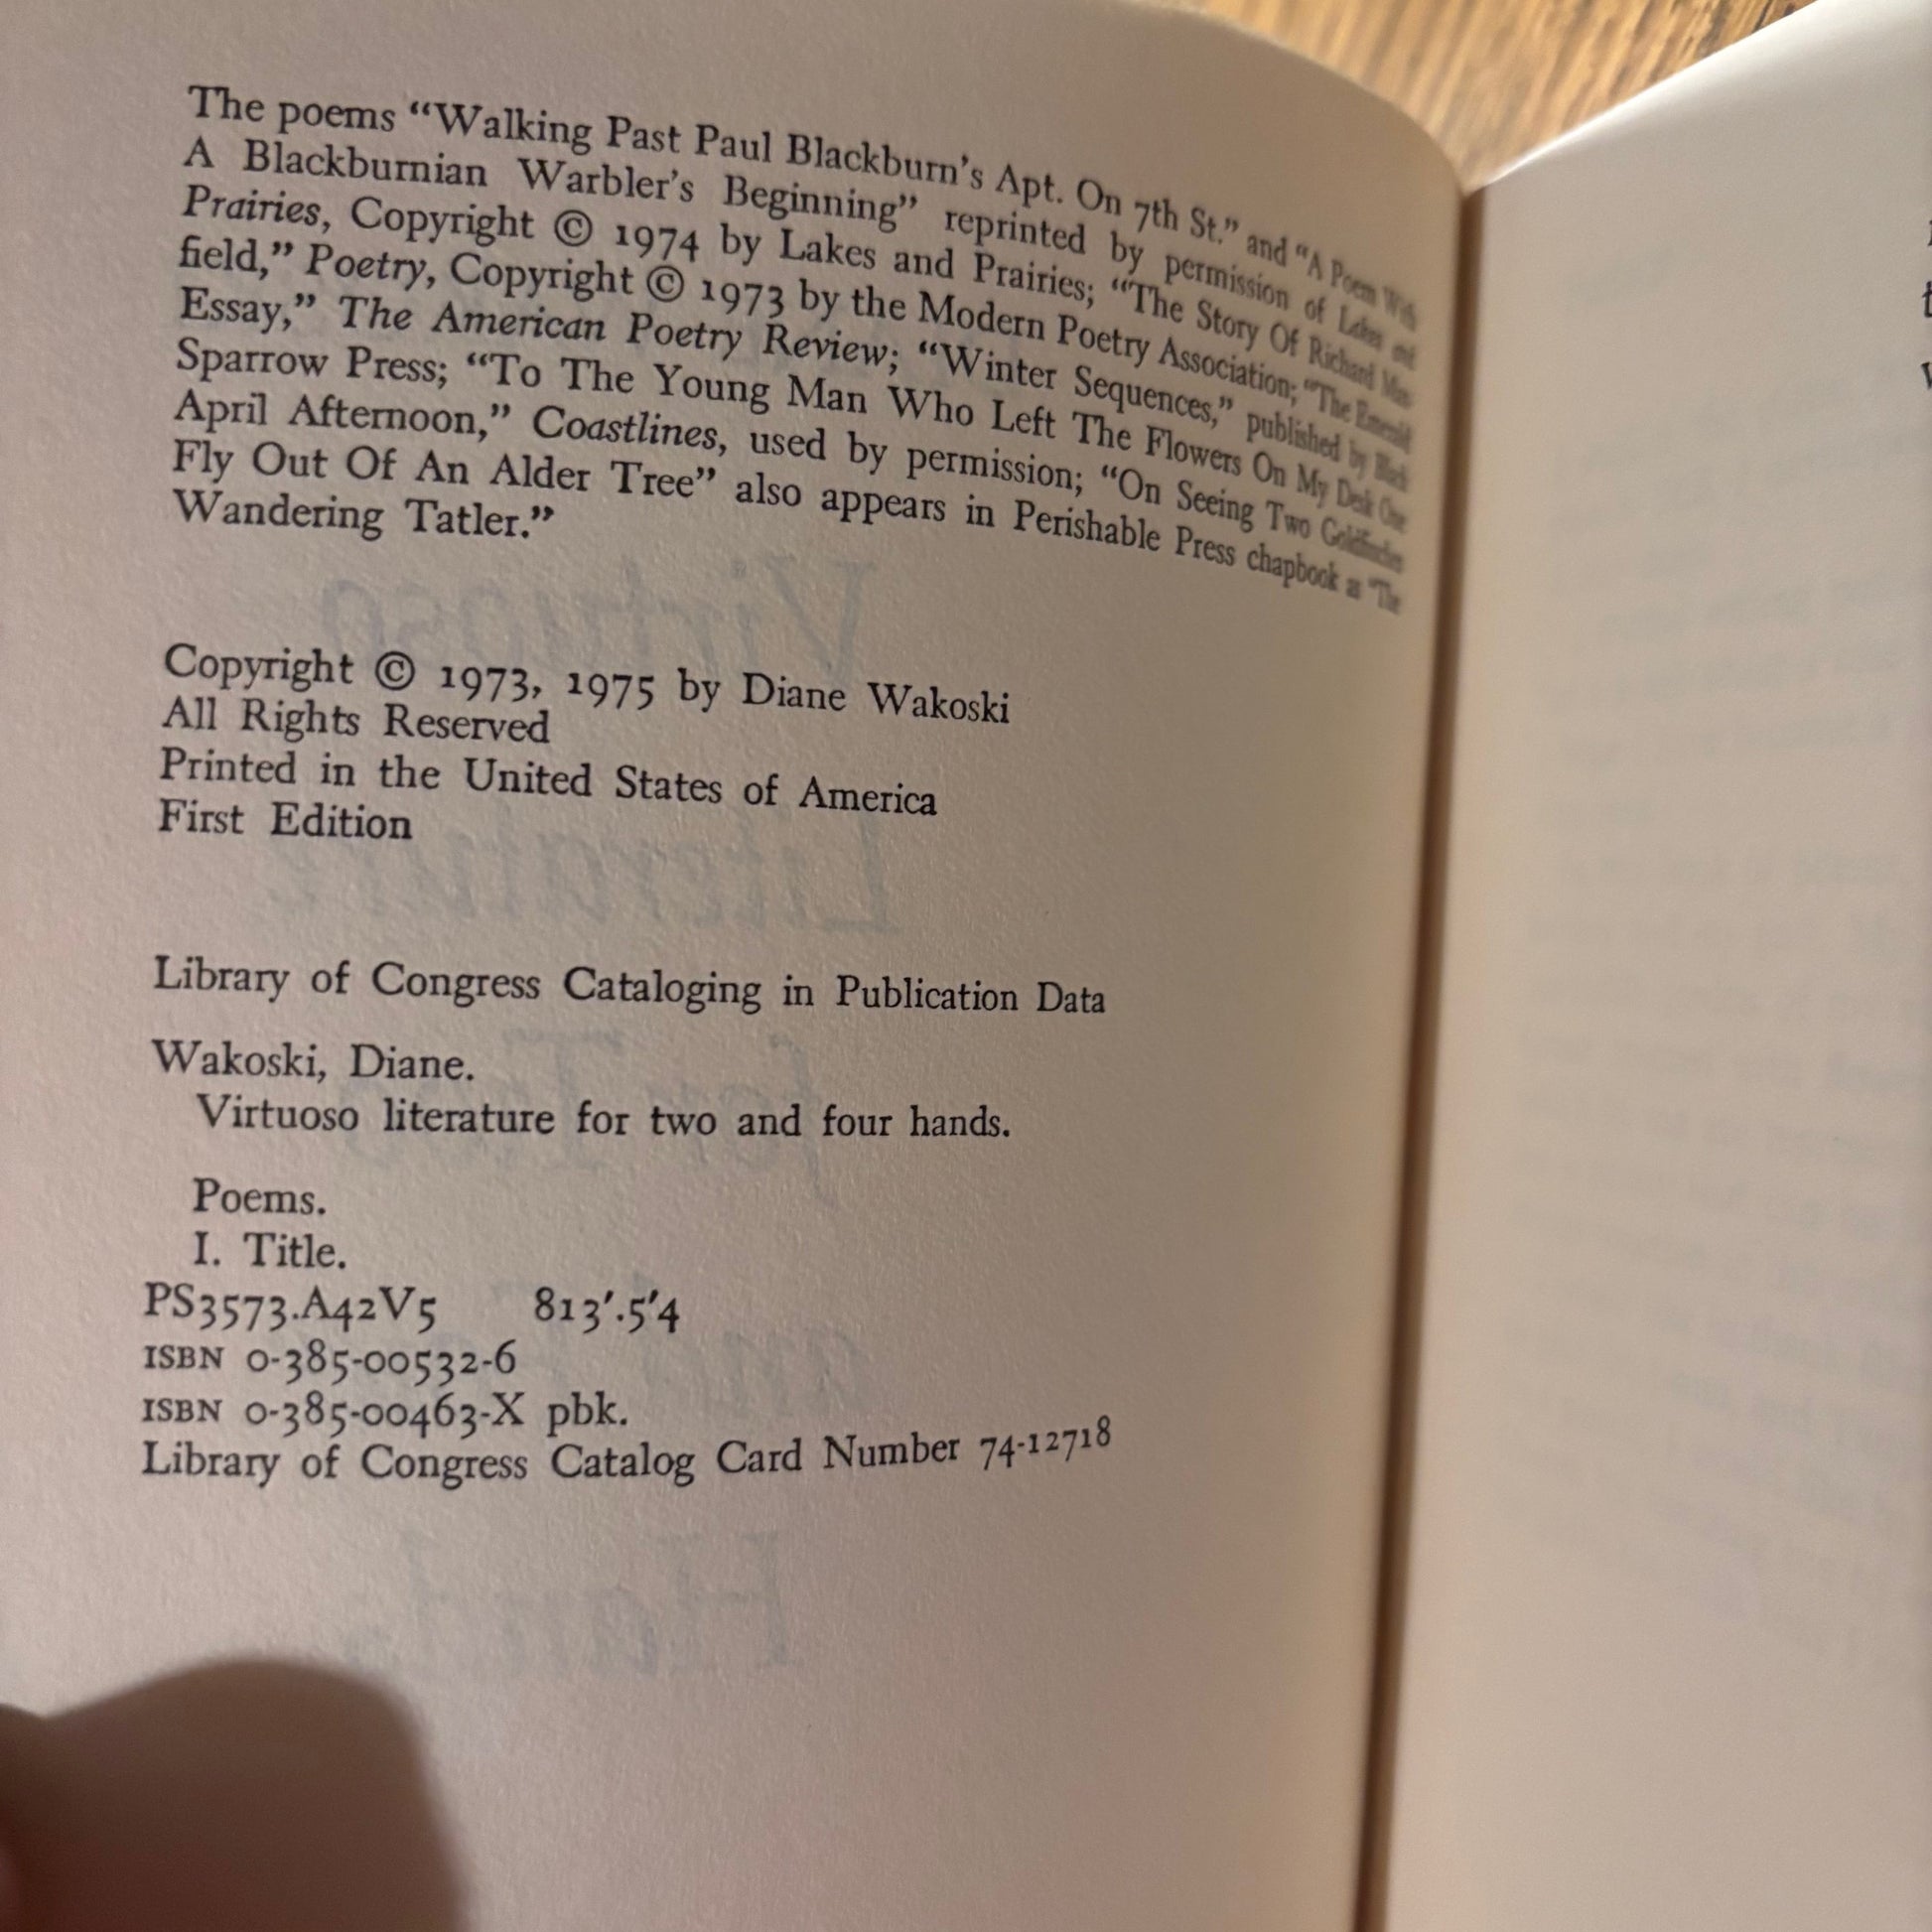 The poems “Walking Past Paul Blackburn’s Apt. On 7th St.” and “A Poem With
A Blackburnian Warbler’s Beginning” reprinted by permission of Lakes and
Prairies, Copyright © 1974 by Lakes and Prairies; “The Story Of Richard Max-
field,” Poetry, Copyright © 1973 by the Modern Poetry Association; “The Emerald
Essay,” The American Poetry Review; “Winter Sequences,” published by Black
Sparrow Press; “To The Young Man Who Left The Flowers On My Desk One
April Afternoon,” Coastlines, used by permission; “On Seeing Two Goldfinches
Fly Out Of An Alder Tree” also appears in Perishable Press chapbook as “The
Wandering Tatler.”
Copyright © 1973, 1975 by Diane Wakoski
All Rights Reserved
Printed in the United States of America
First Edition
Library of Congress Cataloging in Publication Data
Wakoski, Diane.
Virtuoso literature for two and four hands.
Poems.
I. Title.
PS3573.A42V5 813′.5′4
ISBN 0-385-00532-6
ISBN 0-385-00463-X pbk.
Library of Congress Catalog Card Number 74-12718